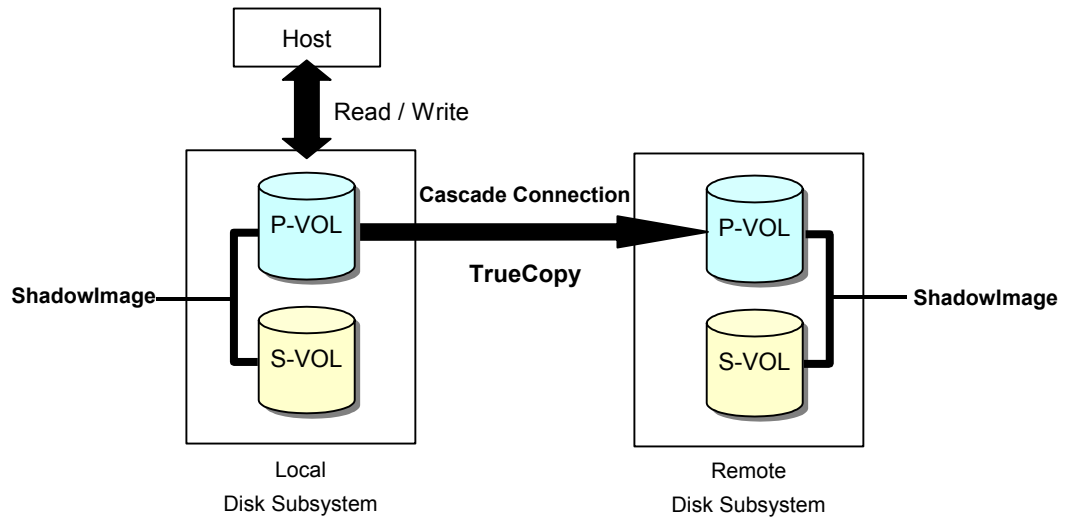 Host
Read / Write
Cascade Connection
P-VOL
P-VOL
TrueCopy
ShadowImage
ShadowImage
S-VOL
S-VOL
Local
Disk Subsystem
Remote
Disk Subsystem